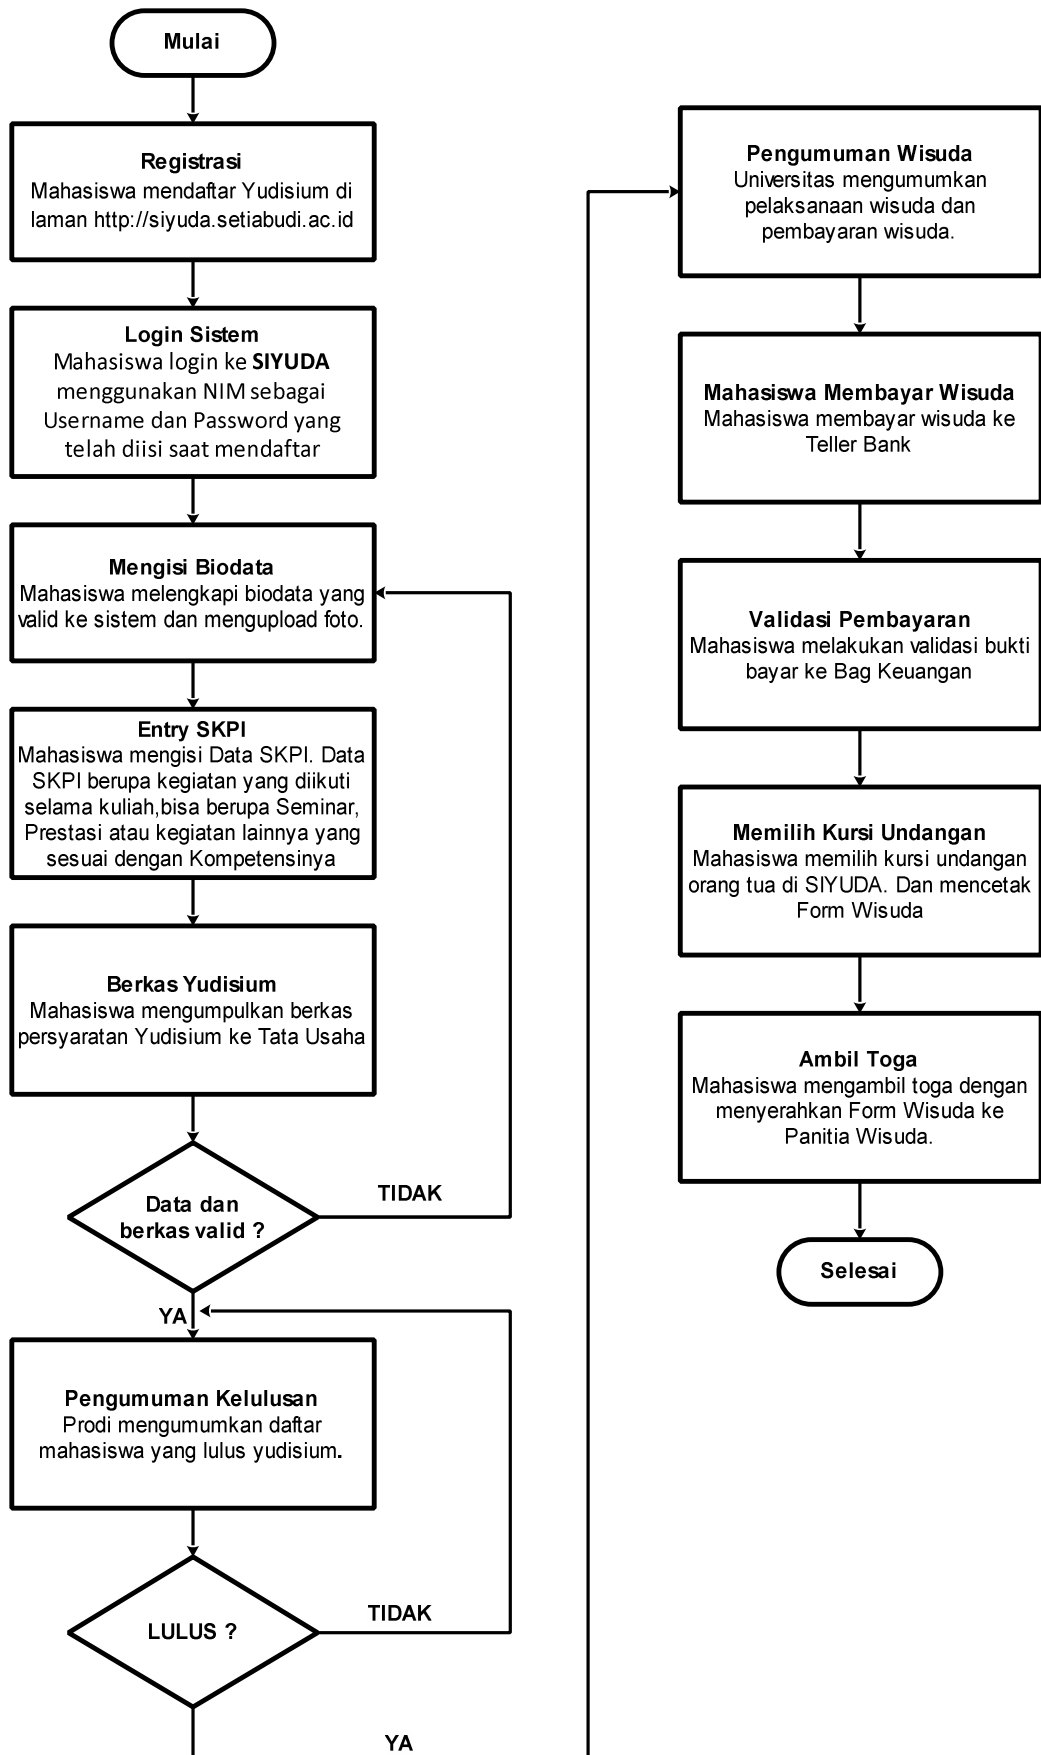 Mulai
Registrasi
Mahasiswa mendaftar Yudisium di
laman http://siyuda.setiabudi.ac.id
Login Sistem
Mahasiswa login ke SIYUDA
menggunakan NIM sebagai
Username dan Password yang
telah diisi saat mendaftar
Mengisi Biodata
Mahasiswa melengkapi biodata yang
valid ke sistem dan mengupload foto.
Entry SKPI
Mahasiswa mengisi Data SKPI. Data
SKPI berupa kegiatan yang diikuti
selama kuliah,bisa berupa Seminar,
Prestasi atau kegiatan lainnya yang
sesuai dengan Kompetensinya
Berkas Yudisium
Mahasiswa mengumpulkan berkas
persyaratan Yudisium ke Tata Usaha
Data dan
berkas valid ?
TIDAK
YA
Pengumuman Kelulusan
Prodi mengumumkan daftar
mahasiswa yang lulus yudisium.
LULUS ?
TIDAK
YA
Pengumuman Wisuda
Universitas mengumumkan
pelaksanaan wisuda dan
pembayaran wisuda.
Mahasiswa Membayar Wisuda
Mahasiswa membayar wisuda ke
Teller Bank
Validasi Pembayaran
Mahasiswa melakukan validasi bukti
bayar ke Bag Keuangan
Memilih Kursi Undangan
Mahasiswa memilih kursi undangan
orang tua di SIYUDA. Dan mencetak
Form Wisuda
Ambil Toga
Mahasiswa mengambil toga dengan
menyerahkan Form Wisuda ke
Panitia Wisuda.
Selesai